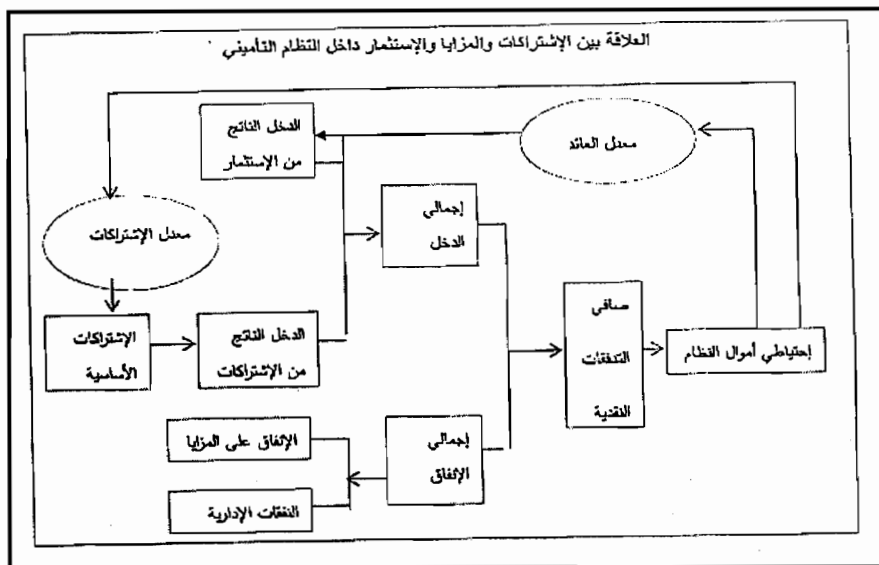 العلاقة بين الإشتراكات والمزايا والإستثمار داخل النظام التأميني
الدخل الناتج
من الإستثمار
معدل العائد
إجمالي
الدخل
معدل الإشتراكات
الإشتراكات
الأساسية
الدخل الناتج
من الإشتراكات
صافي
التدفقات
النقدية
إحتياطي أموال النظام
إجمالي
الإنفاق
الإنفاق على المزايا
النفقات الإدارية